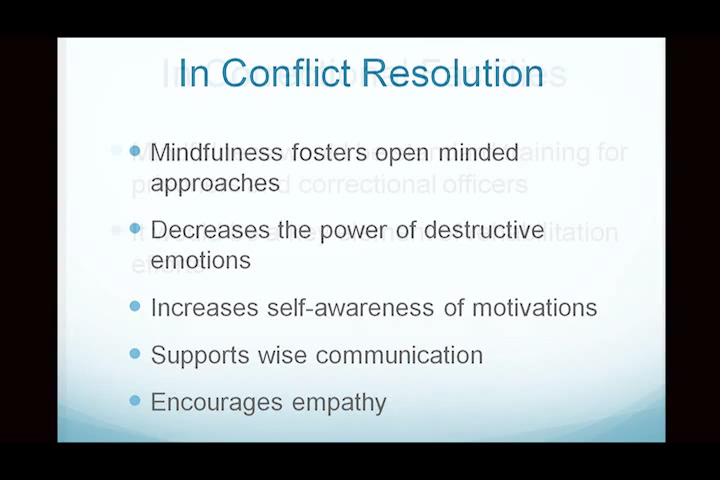 In Conflict Resolution
Mindfulness fosters open minded
approaches
Decreases the power of destructive
emotions
Increases self-awareness of motivations
Supports wise communication
Encourages empathy